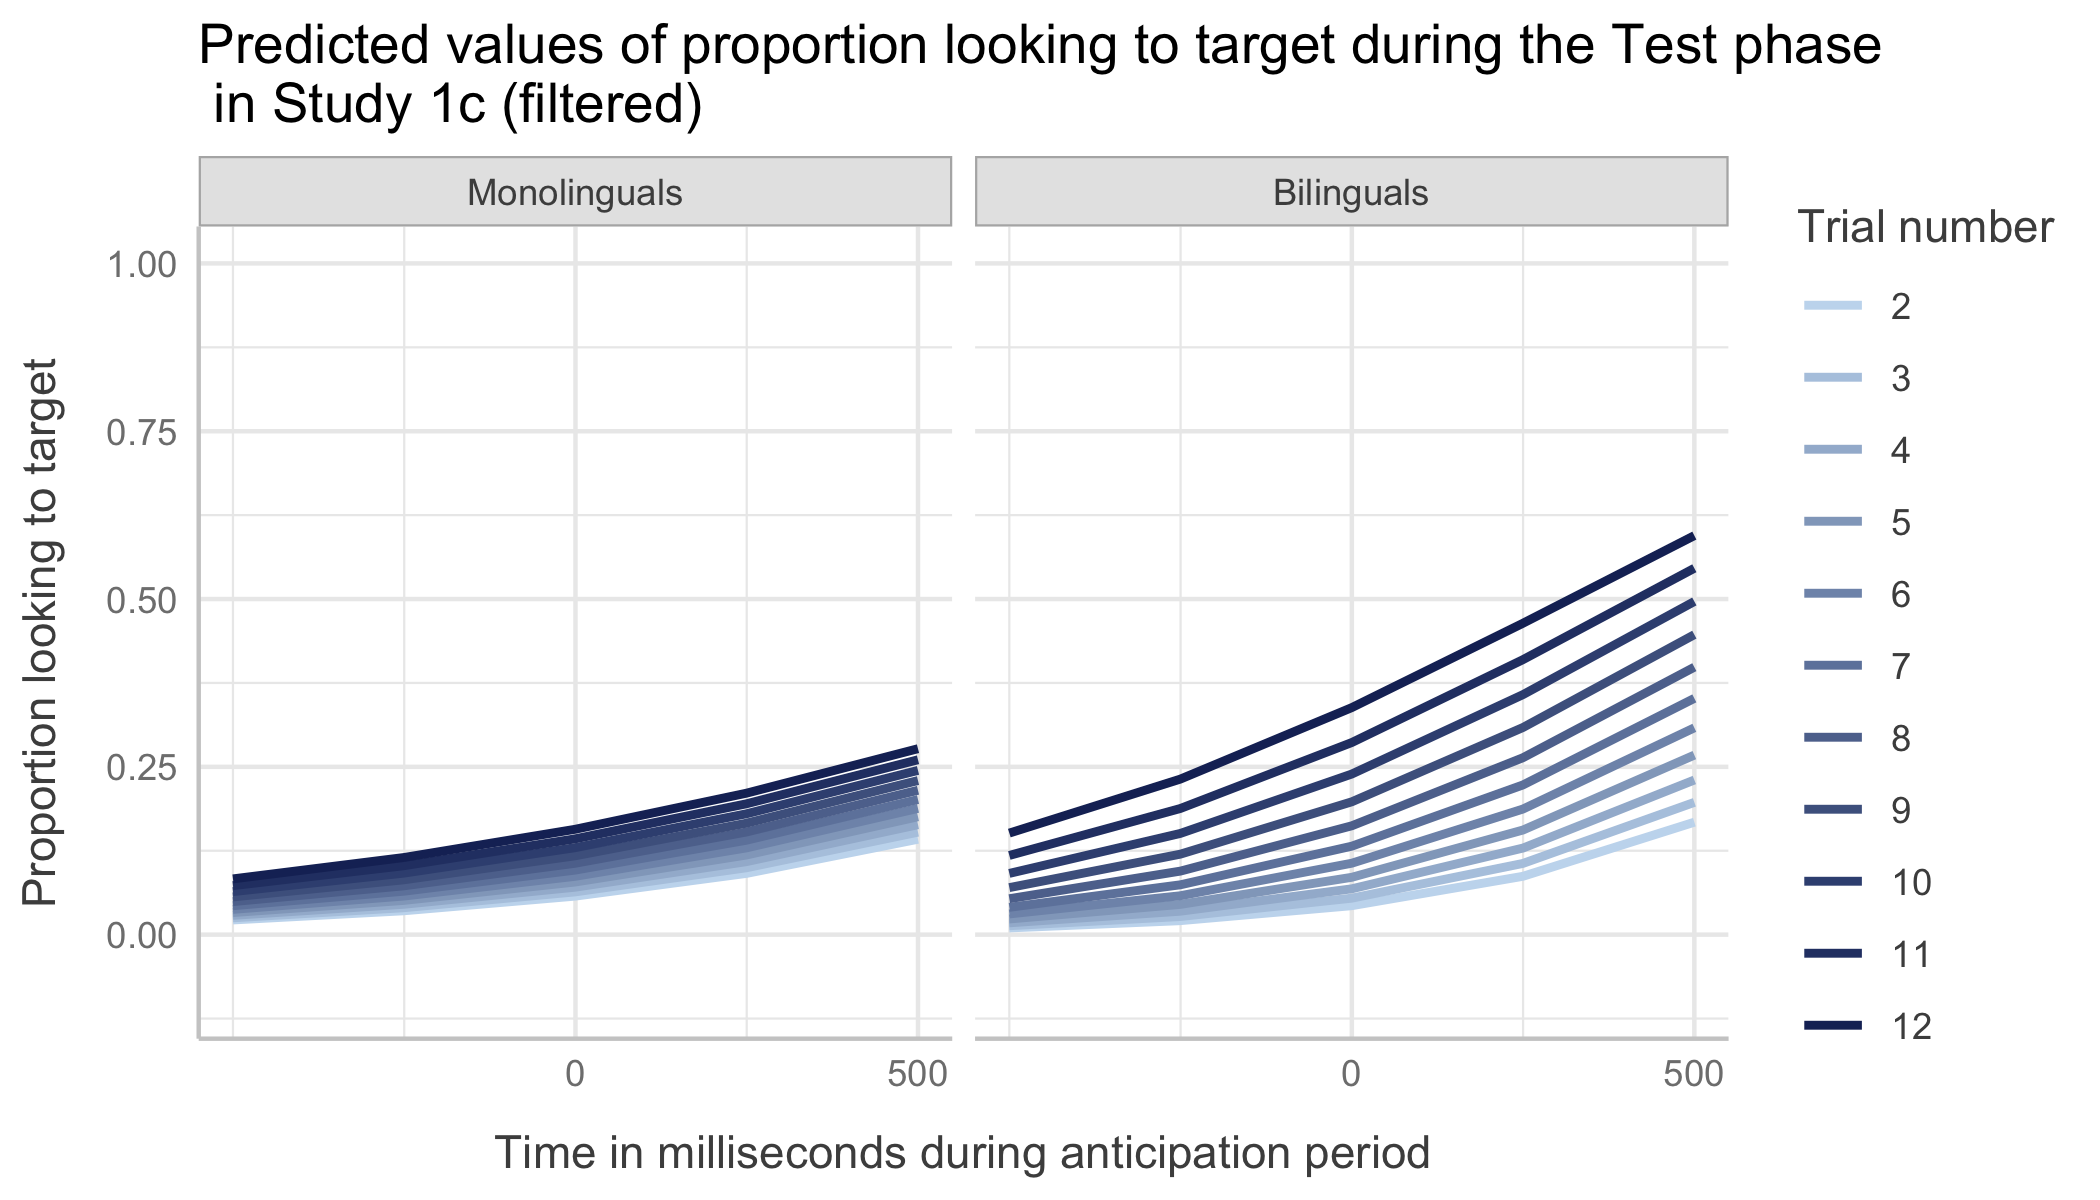 Predicted values of proportion looking to target during the Test phase
in Study 1c (filtered)
Monolinguals
Bilinguals
Proportion looking to target
1.00
0.75
0.50
0.25
0.00
0
500
0
500
Time in milliseconds during anticipation period
Trial number
2
3
4
5
6
7
8
9
10
11
12